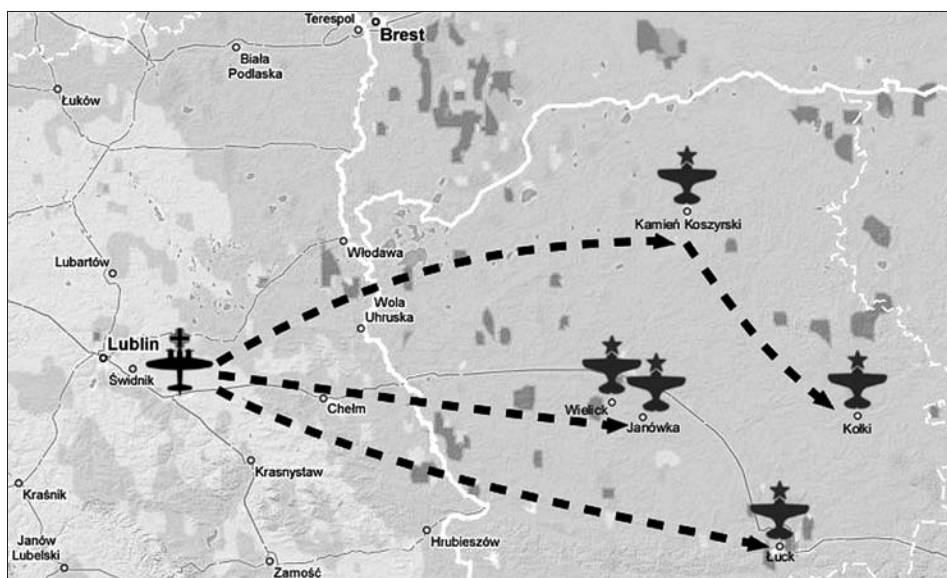 Terespol
Brest
Biała
Podlaska
Łuków
Kamień Koszyrski
Włodawa
Lubartów
Wola
Uhruska
Lublin
Świdnik
Chełm
Wielick
Janówka
Kołki
Krasnystaw
Kraśnik
Hrubieszów
Łuck
Janów
Lubelski
Zamość